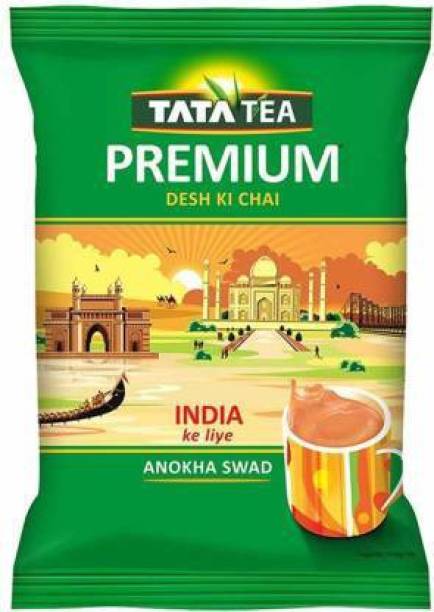 TATA TEA
PREMIUM
DESH KI CHAI
INDIA
ke liye
ANOKHA SWAD